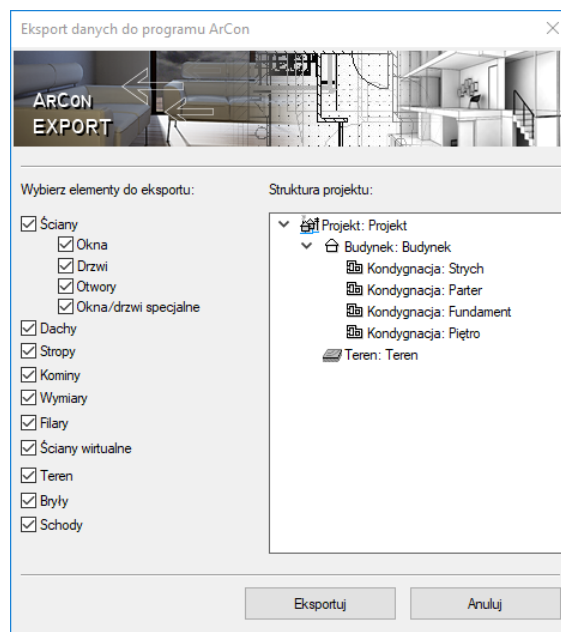 Eksport danych do programu ArCon
ARCON
EXPORT
Wybierz elementy do eksportu:
Ściany
Okna
Drzwi
Otwory
Okna/drzwi specjalne
Dachy
Stropy
Kominy
Wymiary
Filary
Ściany wirtualne
Teren
Bryły
Schody
Struktura projektu:
Projekt: Projekt
Budynek: Budynek
Kondygnacja: Strych
Kondygnacja: Parter
Kondygnacja: Fundament
Kondygnacja: Piętro
Teren: Teren
Eksportuj
Anuluj